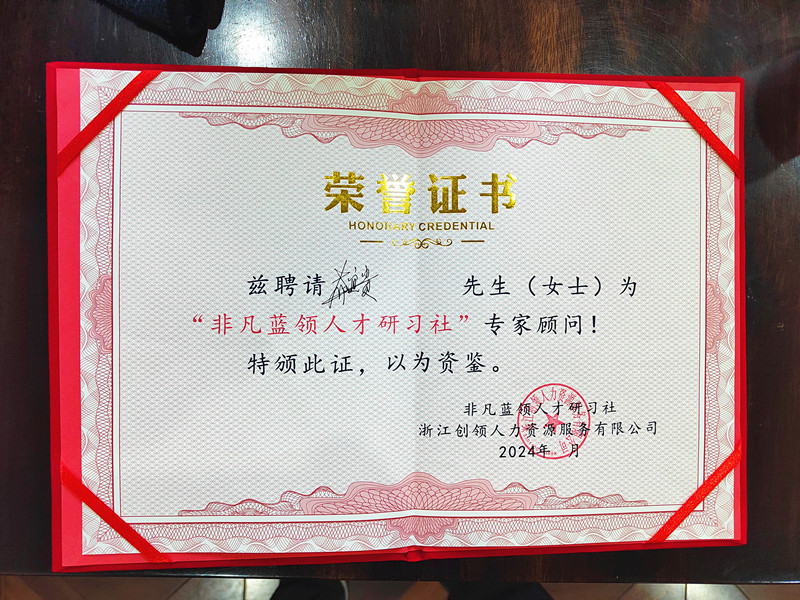 荣誉证书
HONORARY CREDENTIAL
兹聘请 先生（女士）为
“非凡蓝领人才研习社”专家顾问！
特颁此证，以为资鉴。
非凡蓝领人才研习社
浙江创领人力资源服务有限公司
2024年 月